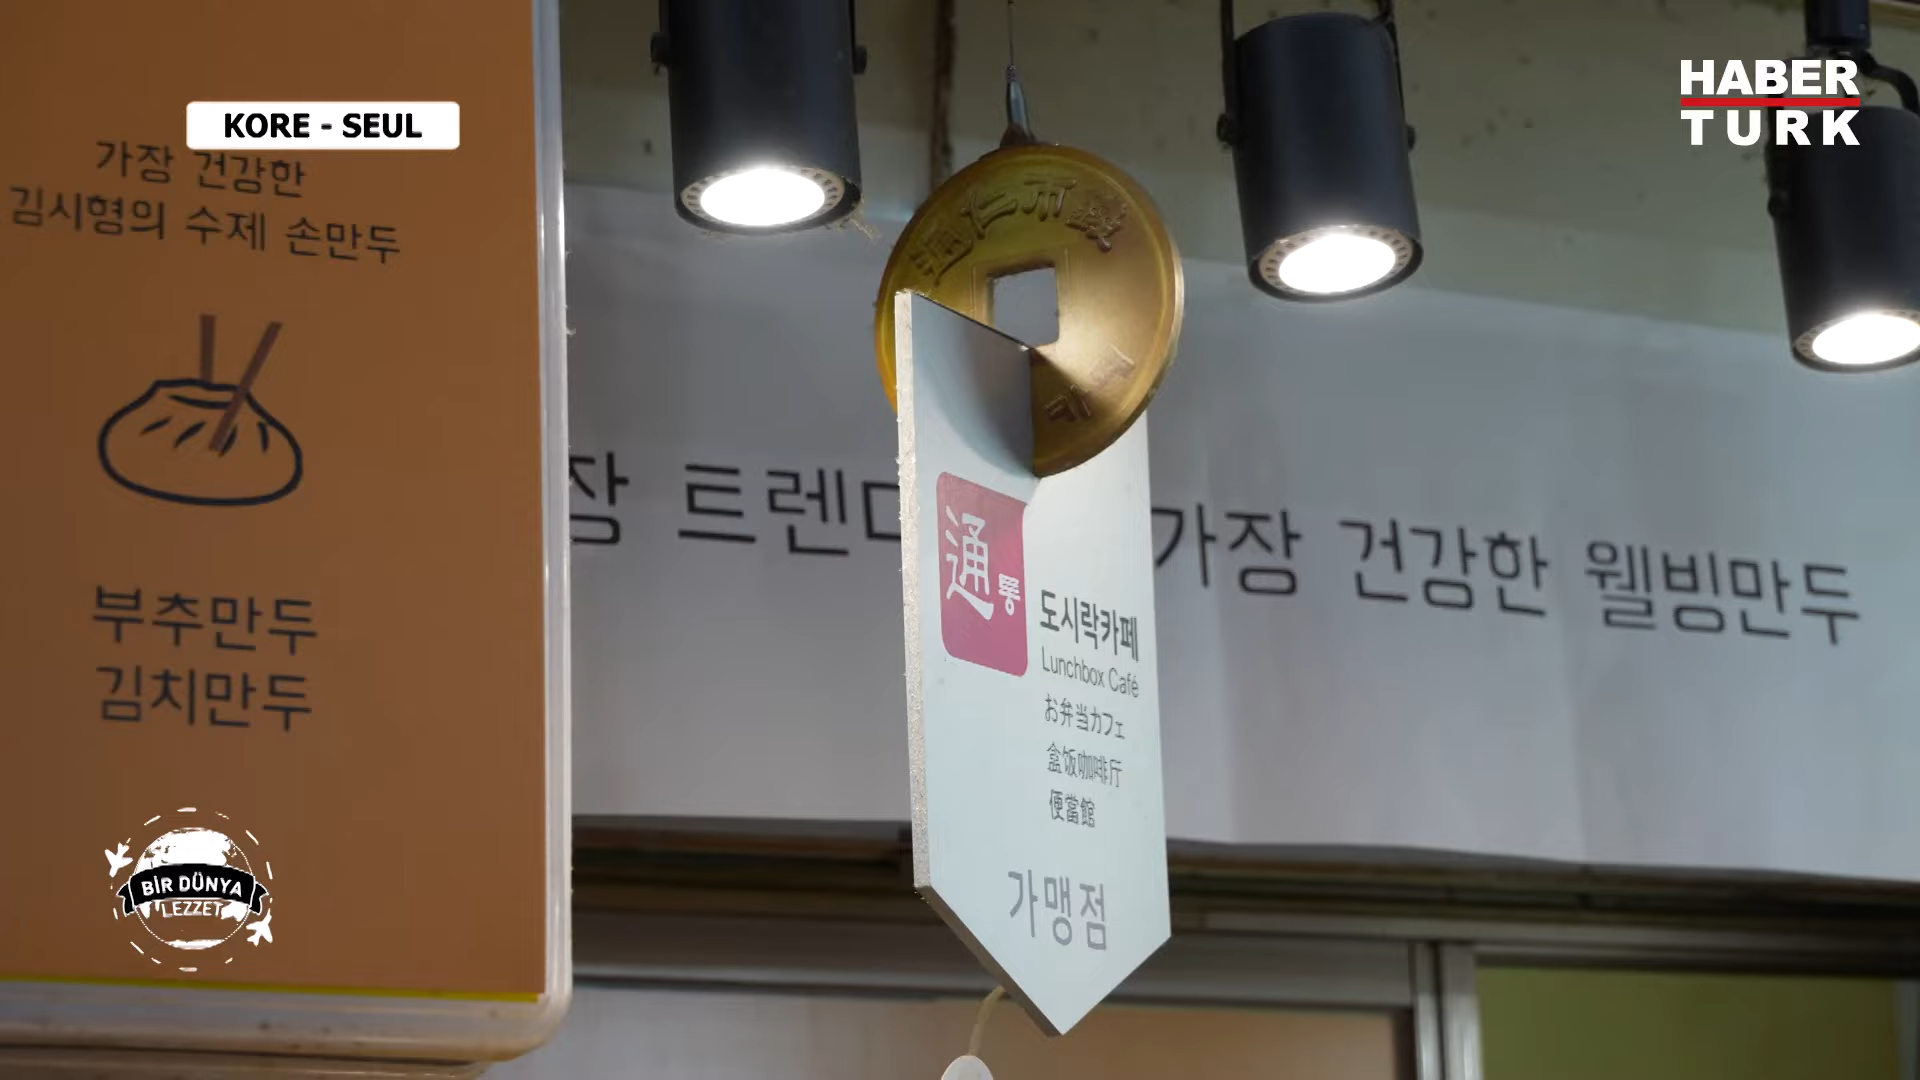 KORE - SEUL
HABER
TURK
가장 건강한
김시형의 수제 손만두
부추만두
김치만두
트렌
가장 건강한 웰빙만두
通 통
도시락카페
Lunchbox Café
お弁当カフェ
盒饭咖啡厅
便當館
가맹점
BİR DÜNYA
LEZZET